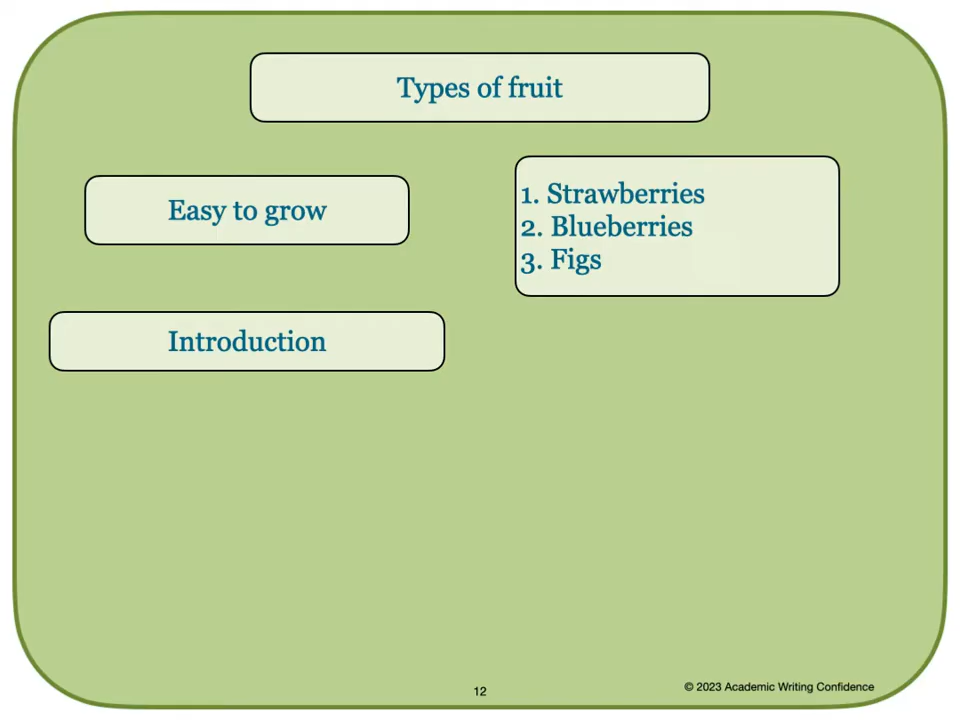 Types of fruit
Easy to grow
1. Strawberries
2. Blueberries
3. Figs
Introduction
12
© 2023 Academic Writing Confidence